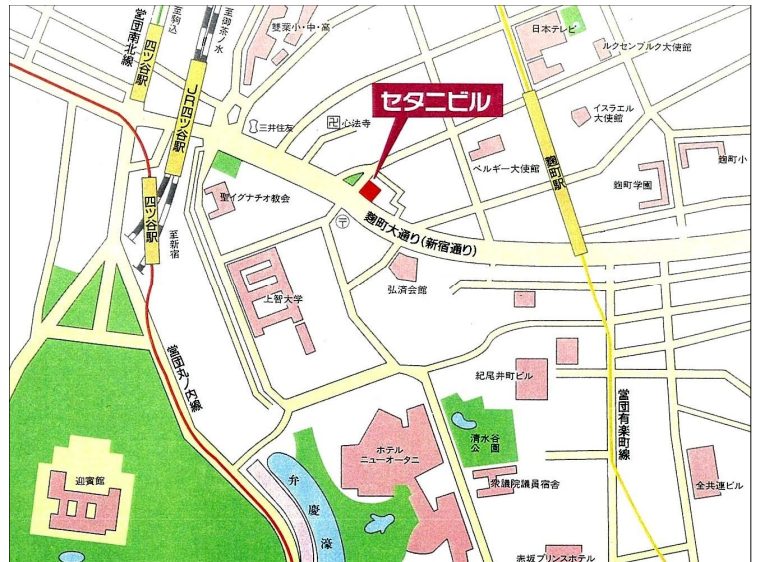 営団南北線
四ツ谷駅
至駒込
至御茶ノ水
JR四ツ谷駅
雙葉小・中・高
日本テレビ
ルクセンブルク大使館
セタニビル
三井住友
卍心法寺
イスラエル
大使館
ベルギー大使館
麹町駅
麹町小
麹町学園
聖イグナチオ教会
〒
麹町大通り(新宿通り)
四ツ谷駅
至新宿
上智大学
弘済会館
営団丸ノ内線
紀尾井町ビル
営団有楽町線
清水谷
公園
ホテル
ニューオータニ
迎賓館
弁慶濠
衆議院議員宿舎
全共連ビル
赤坂プリンスホテル